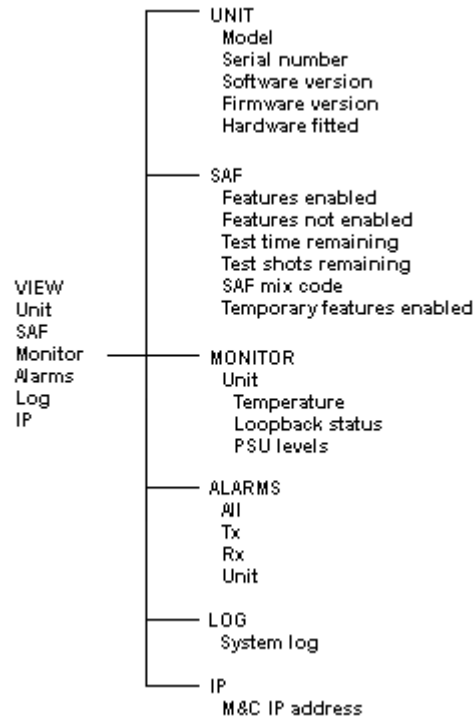 VIEW
Unit
SAF
Monitor
Alarms
Log
IP
UNIT
Model
Serial number
Software version
Firmware version
Hardware fitted
SAF
Features enabled
Features not enabled
Test time remaining
Test shots remaining
SAF mix code
Temporary features enabled
MONITOR
Unit
Temperature
Loopback status
PSU levels
ALARMS
All
Tx
Rx
Unit
LOG
System log
IP
M&C IP address